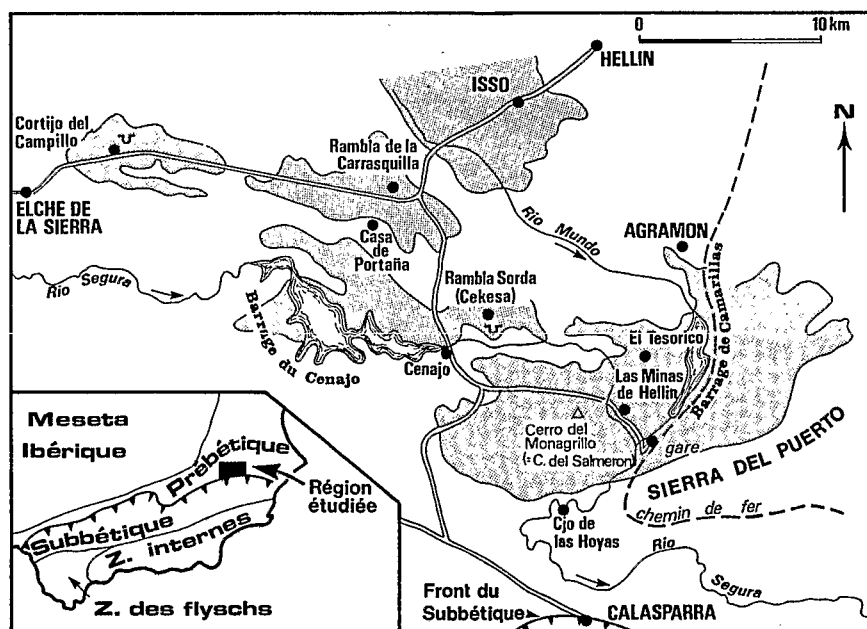 0 10 km
HELLIN
ISSO
N
Cortijo del
Campillo
Rambla de la
Carrasquilla
ELCHE DE
LA SIERRA
Casa
de
Portaña
Río Mundo
AGRAMON
Río Segura
Rambla Sorda
(Cekesa)
Barrage du Cenajo
Barrage de Camarillas
El Tesorico
Cenajo
Las Minas
de Hellin
Cerro del
Monagrillo
(=C. del Salmeron)
gare
SIERRA DEL PUERTO
chemin de fer
Cjo de
las Hoyas
Río Segura
Front du
Subbétique
CALASPARRA
Meseta
Ibérique
Prébétique
Région
étudiée
Subbétique
Z. internes
Z. des flyschs